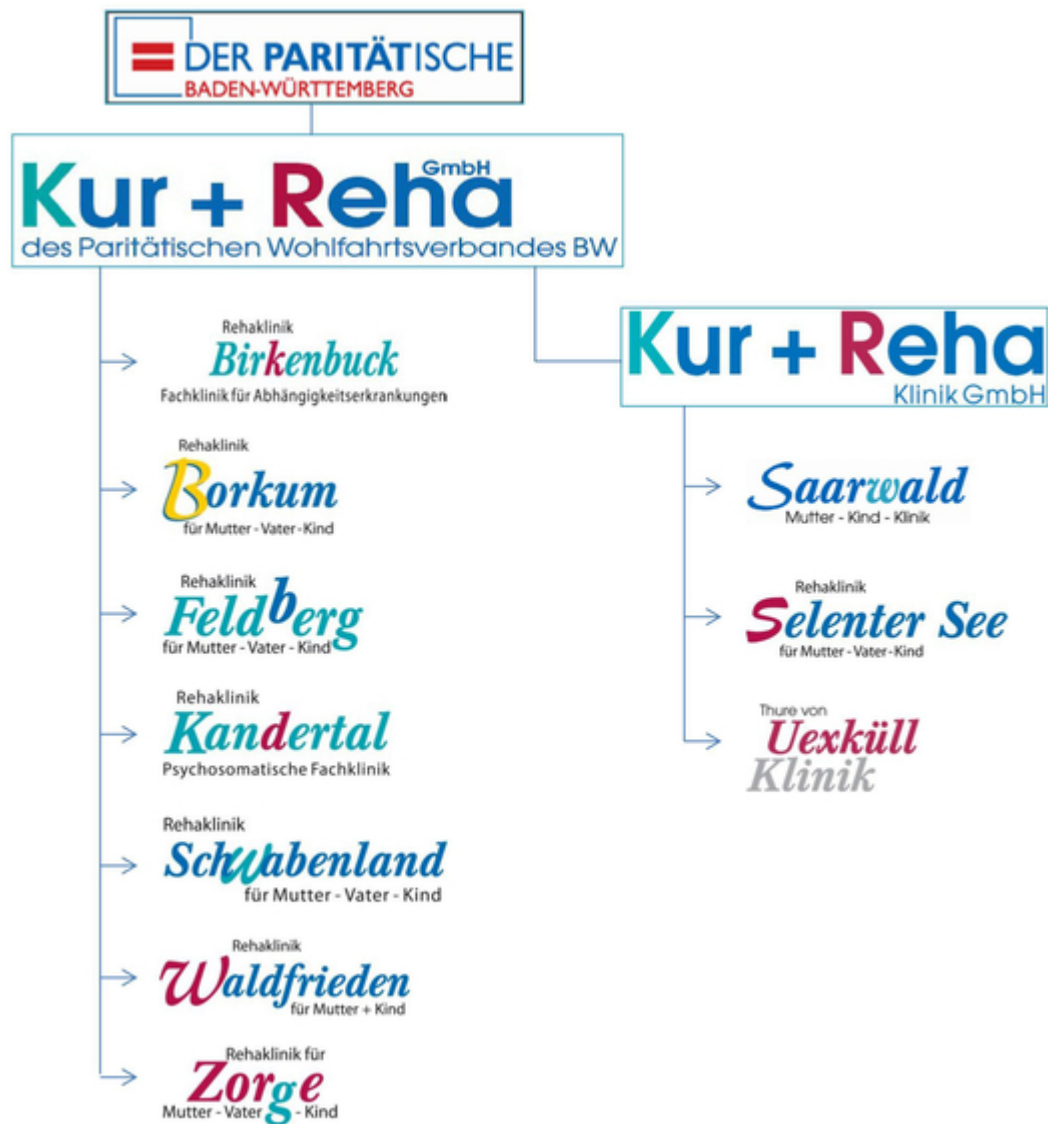 DER PARITÄTISCHE
BADEN-WÜRTTEMBERG
Kur + Reha GmbH
des Paritätischen Wohlfahrtsverbandes BW
Rehaklinik
Birkenbuck
Fachklinik für Abhängigkeitserkrankungen
Rehaklinik
Borkum
für Mutter - Vater - Kind
Rehaklinik
Feldberg
für Mutter - Vater - Kind
Rehaklinik
Kandertal
Psychosomatische Fachklinik
Rehaklinik
Schwabenland
für Mutter - Vater - Kind
Rehaklinik
Waldfrieden
für Mutter + Kind
Rehaklinik für
Zorge
Mutter - Vater - Kind
Kur + Reha
Klinik GmbH
Saarwald
Mutter - Kind - Klinik
Rehaklinik
Selenter See
für Mutter - Vater - Kind
Thure von
Uexküll
Klinik